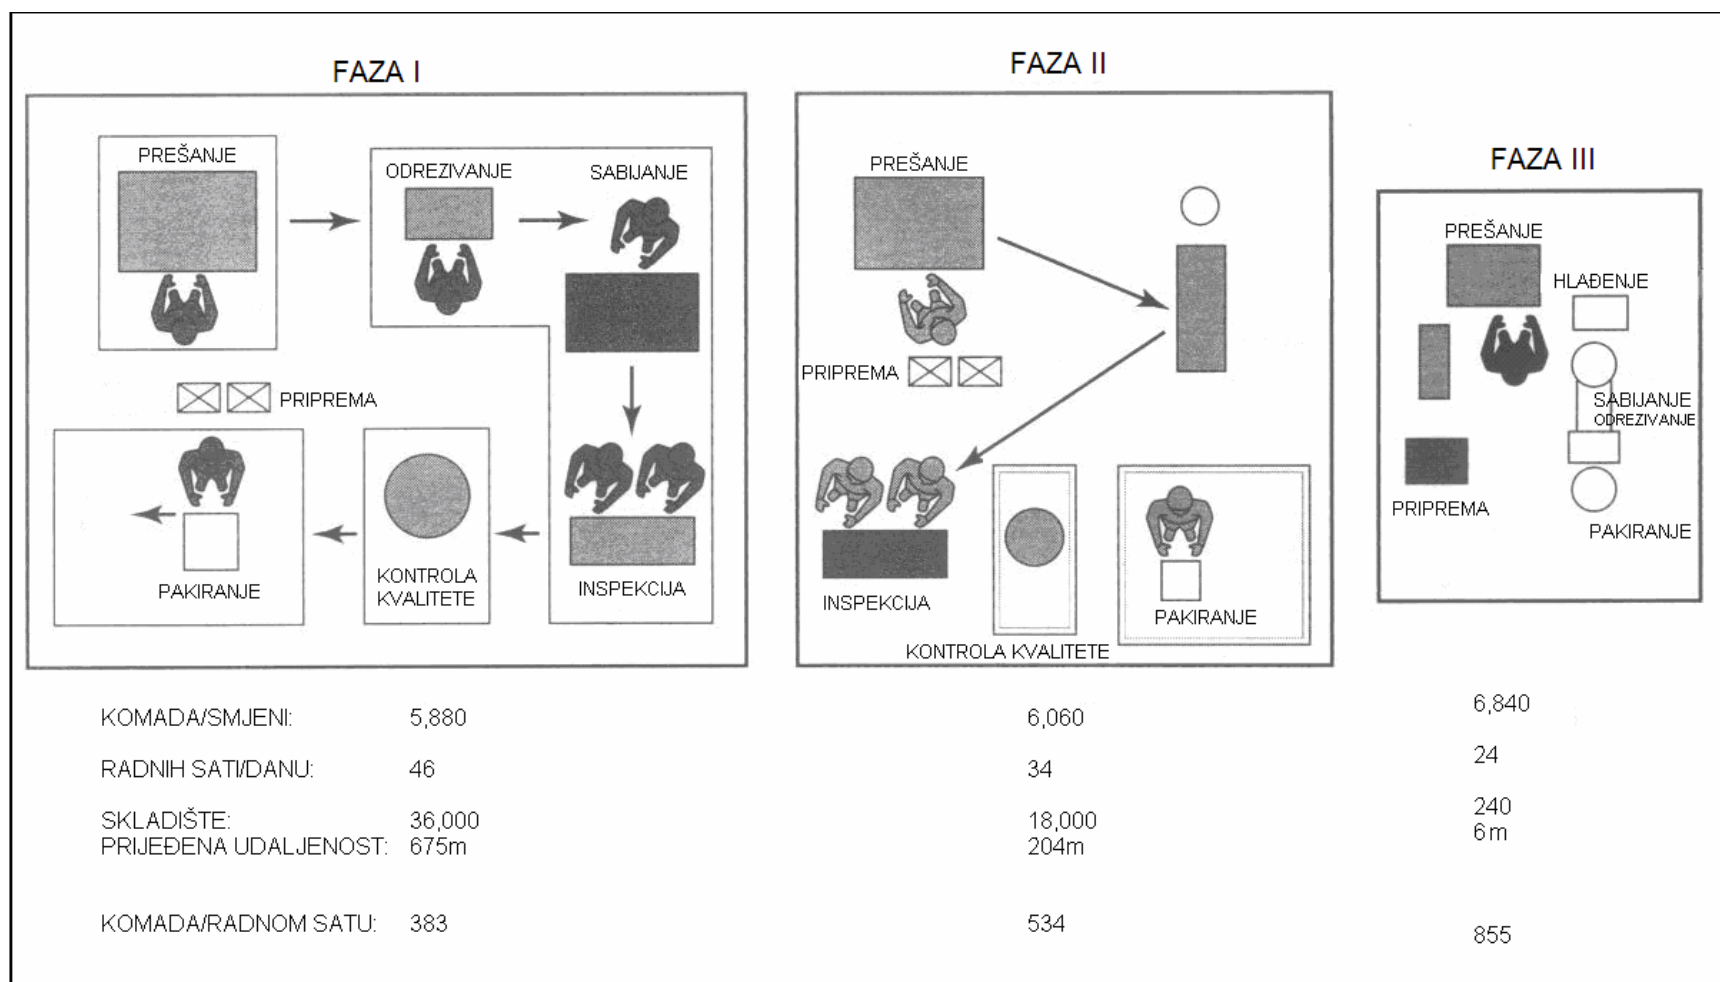 FAZA I
PREŠANJE
ODREZIVANJE
SABIJANJE
PRIPREMA
PAKIRANJE
KONTROLA
KVALITETE
INSPEKCIJA
FAZA II
PREŠANJE
PRIPREMA
INSPEKCIJA
KONTROLA KVALITETE
PAKIRANJE
FAZA III
PREŠANJE
HLAĐENJE
SABIJANJE
ODREZIVANJE
PRIPREMA
PAKIRANJE
KOMADA/SMJENI: 5,880 6,060 6,840
RADNIH SATI/DANU: 46 34 24
SKLADIŠTE: 36,000 18,000 240
PRIJEĐENA UDALJENOST: 675m 204m 6m
KOMADA/RADNOM SATU: 383 534 855